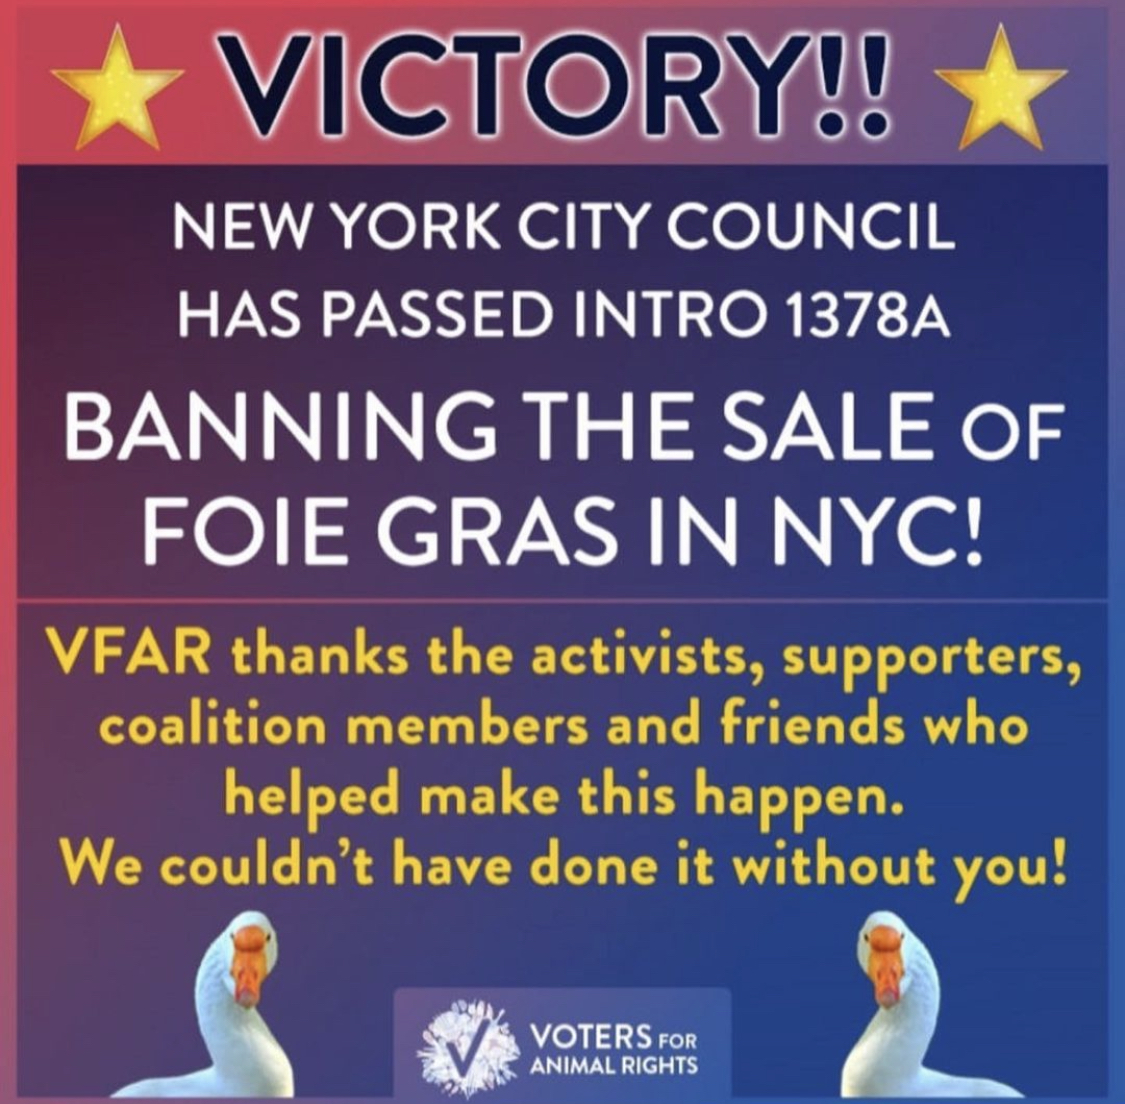 VICTORY!!
NEW YORK CITY COUNCIL
HAS PASSED INTRO 1378A
BANNING THE SALE OF
FOIE GRAS IN NYC!
VFAR thanks the activists, supporters,
coalition members and friends who
helped make this happen.
We couldn't have done it without you!
VOTERS FOR
ANIMAL RIGHTS